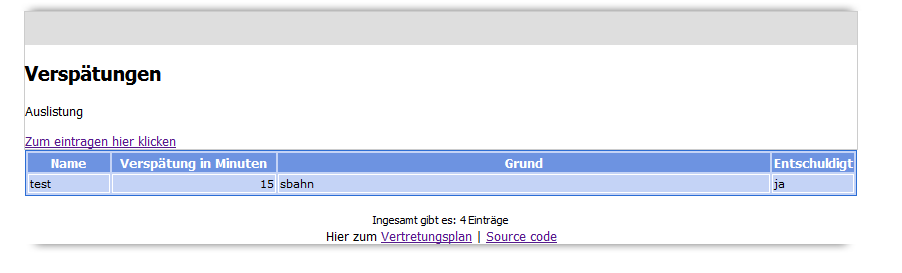 Verspätungen
Auslistung
Zum eintragen hier klicken
Name Verspätung in Minuten Grund Entschuldigt
test 15 sbahn ja
Ingesamt gibt es: 4 Einträge
Hier zum Vertretungsplan | Source code